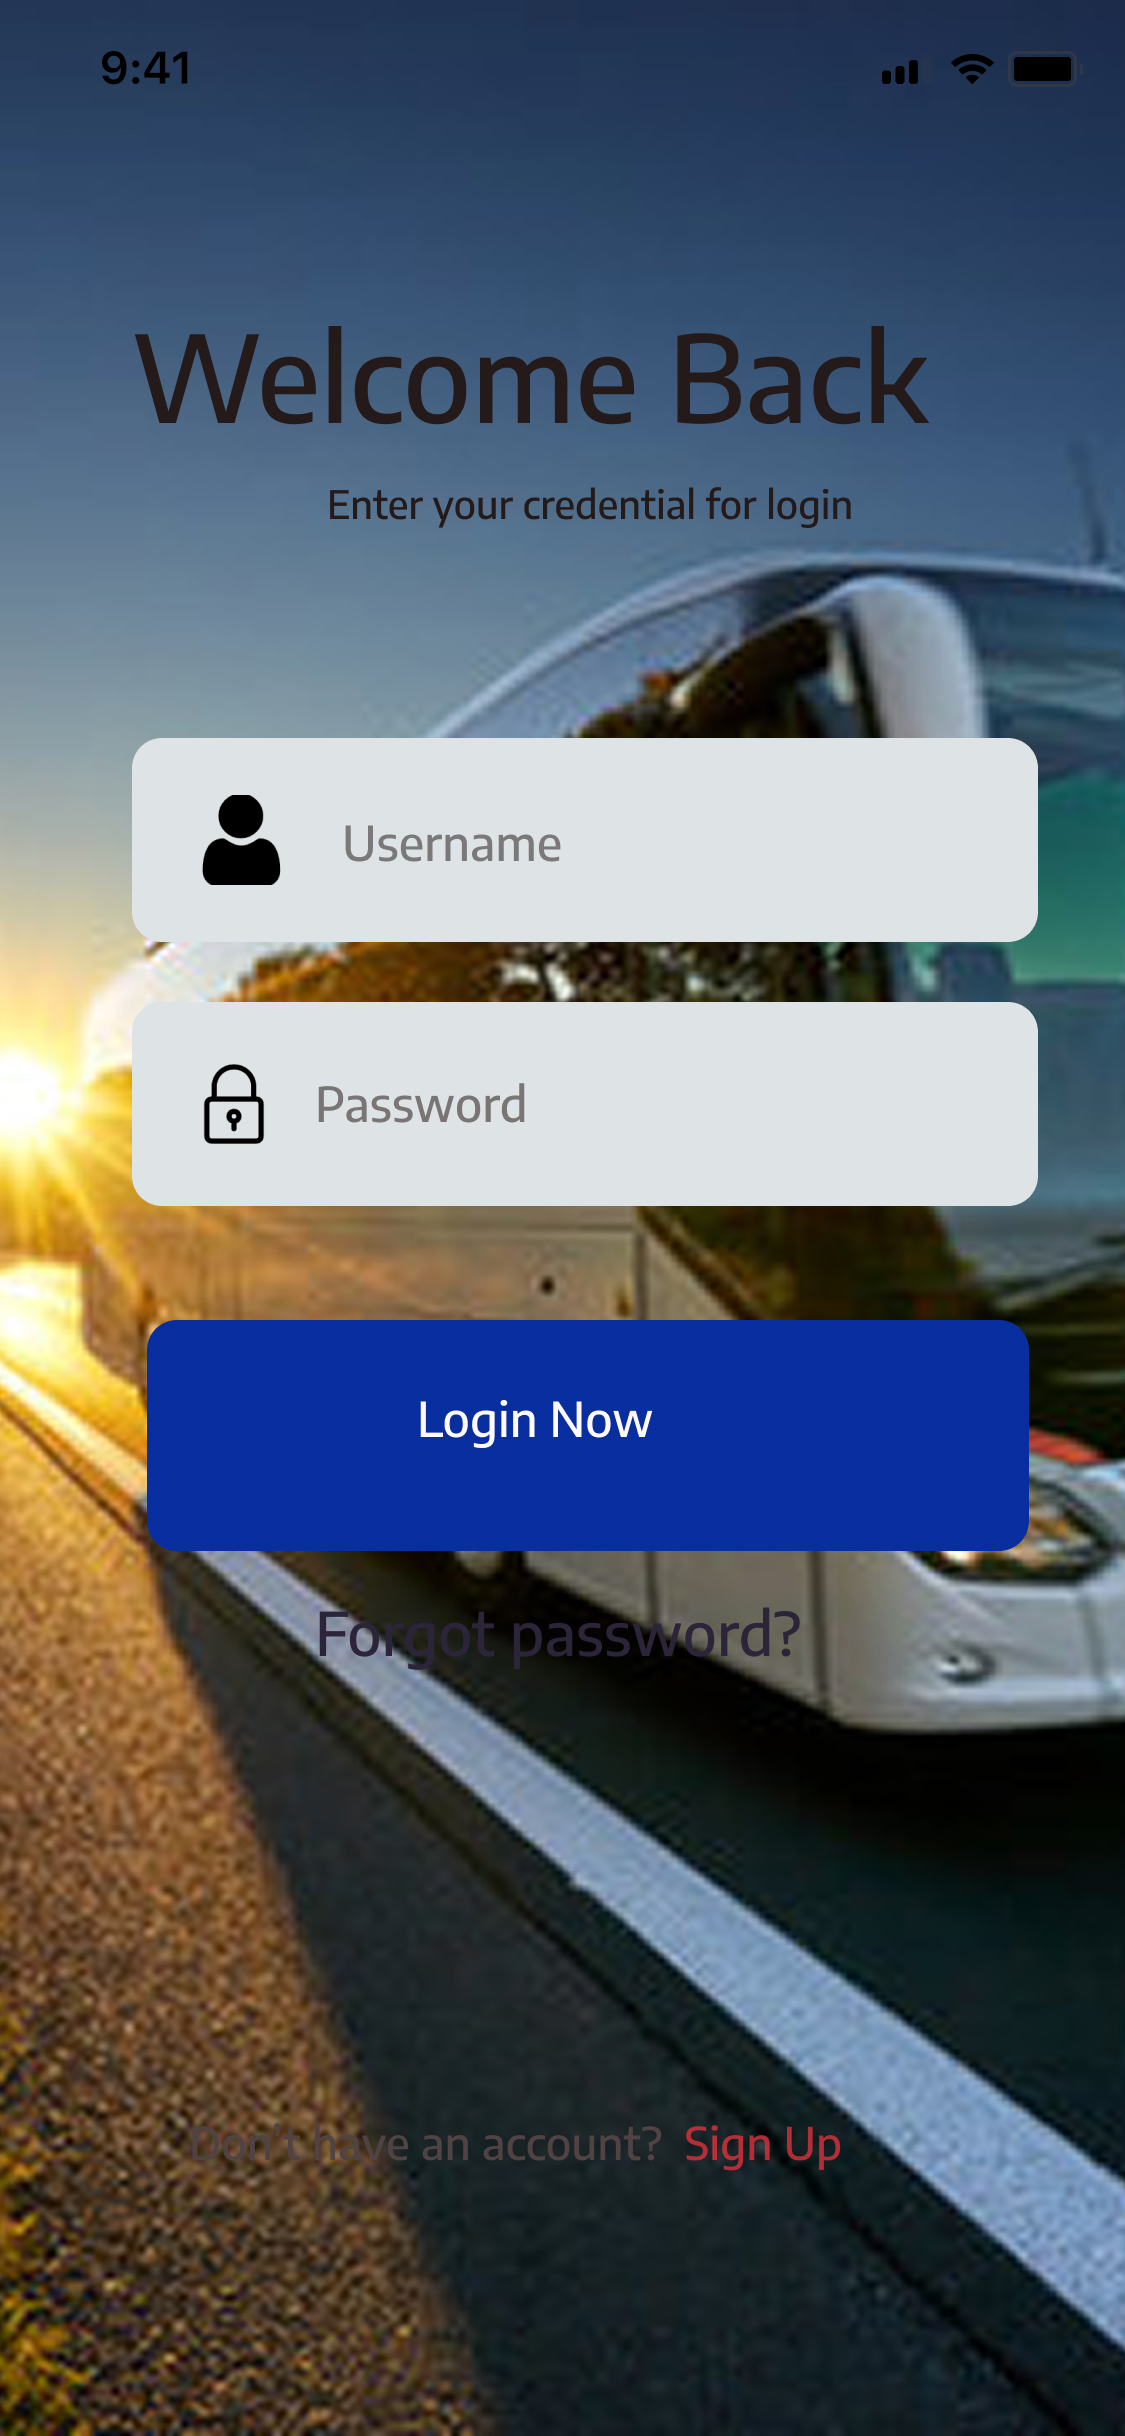 9:41
Welcome Back
Enter your credential for login
Username
Password
Login Now
Forgot password?
Don't have an account? Sign Up